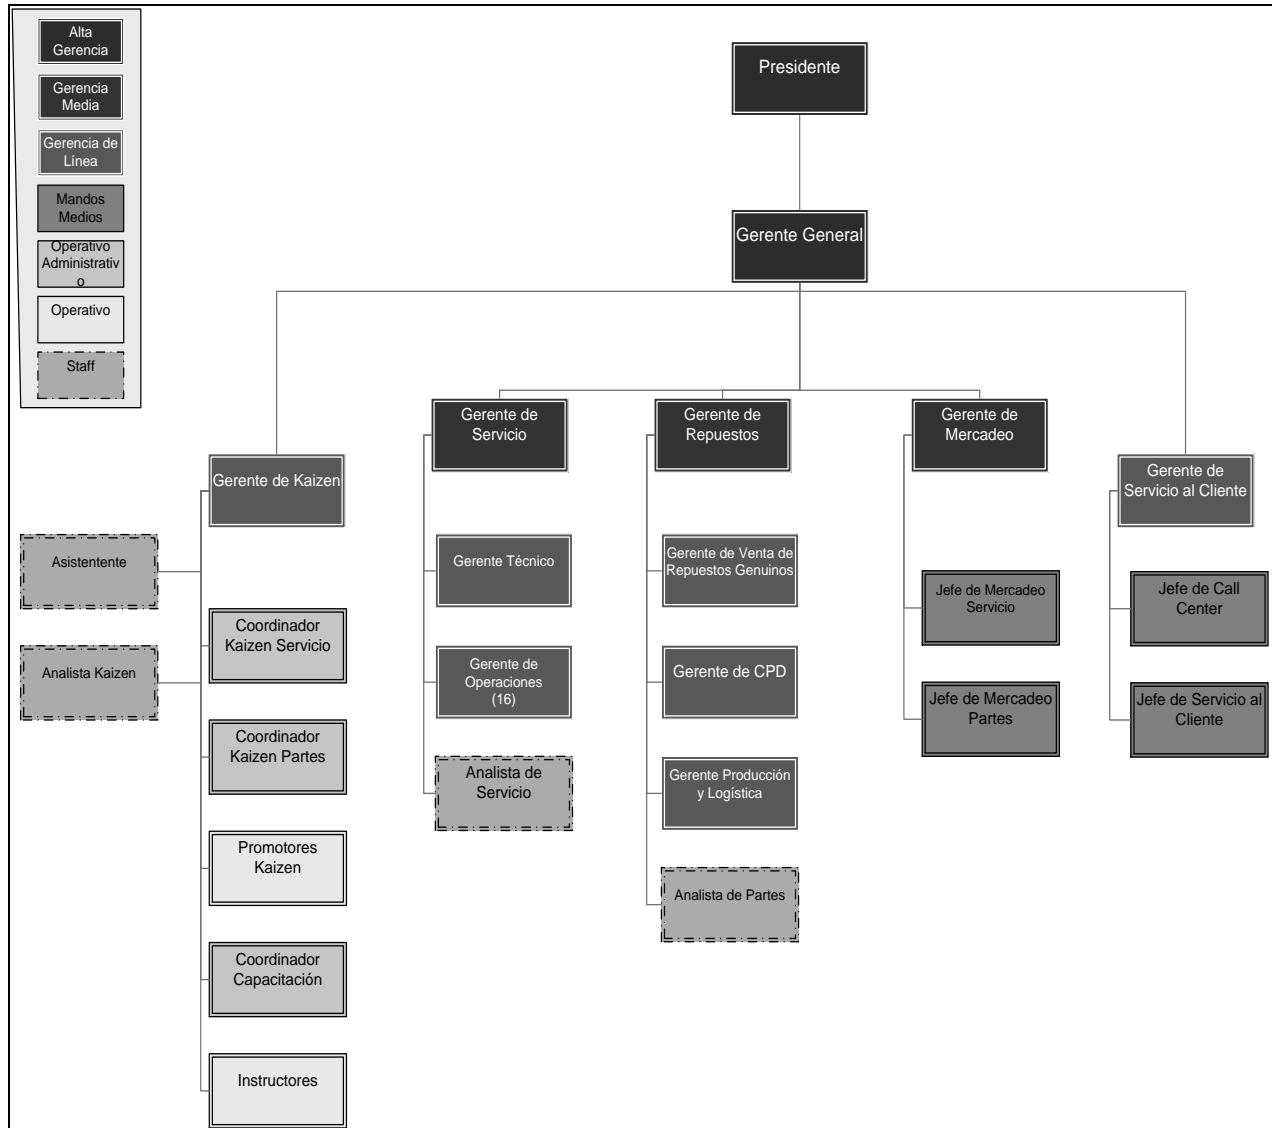 Alta
Gerencia
Gerencia
Media
Gerencia de
Línea
Mandos
Medios
Operativo
Administrativ
o
Operativo
Staff
Presidente
Gerente General
Gerente de
Servicio
Gerente de
Repuestos
Gerente de
Mercadeo
Gerente de Kaizen
Gerente de
Servicio al Cliente
Asistentente
Analista Kaizen
Coordinador
Kaizen Servicio
Coordinador
Kaizen Partes
Promotores
Kaizen
Coordinador
Capacitación
Instructores
Gerente Técnico
Gerente de
Operaciones
(16)
Analista de
Servicio
Gerente de Venta de
Repuestos Genuinos
Gerente de CPD
Gerente Producción
y Logística
Analista de Partes
Jefe de Mercadeo
Servicio
Jefe de Mercadeo
Partes
Jefe de Call
Center
Jefe de Servicio al
Cliente